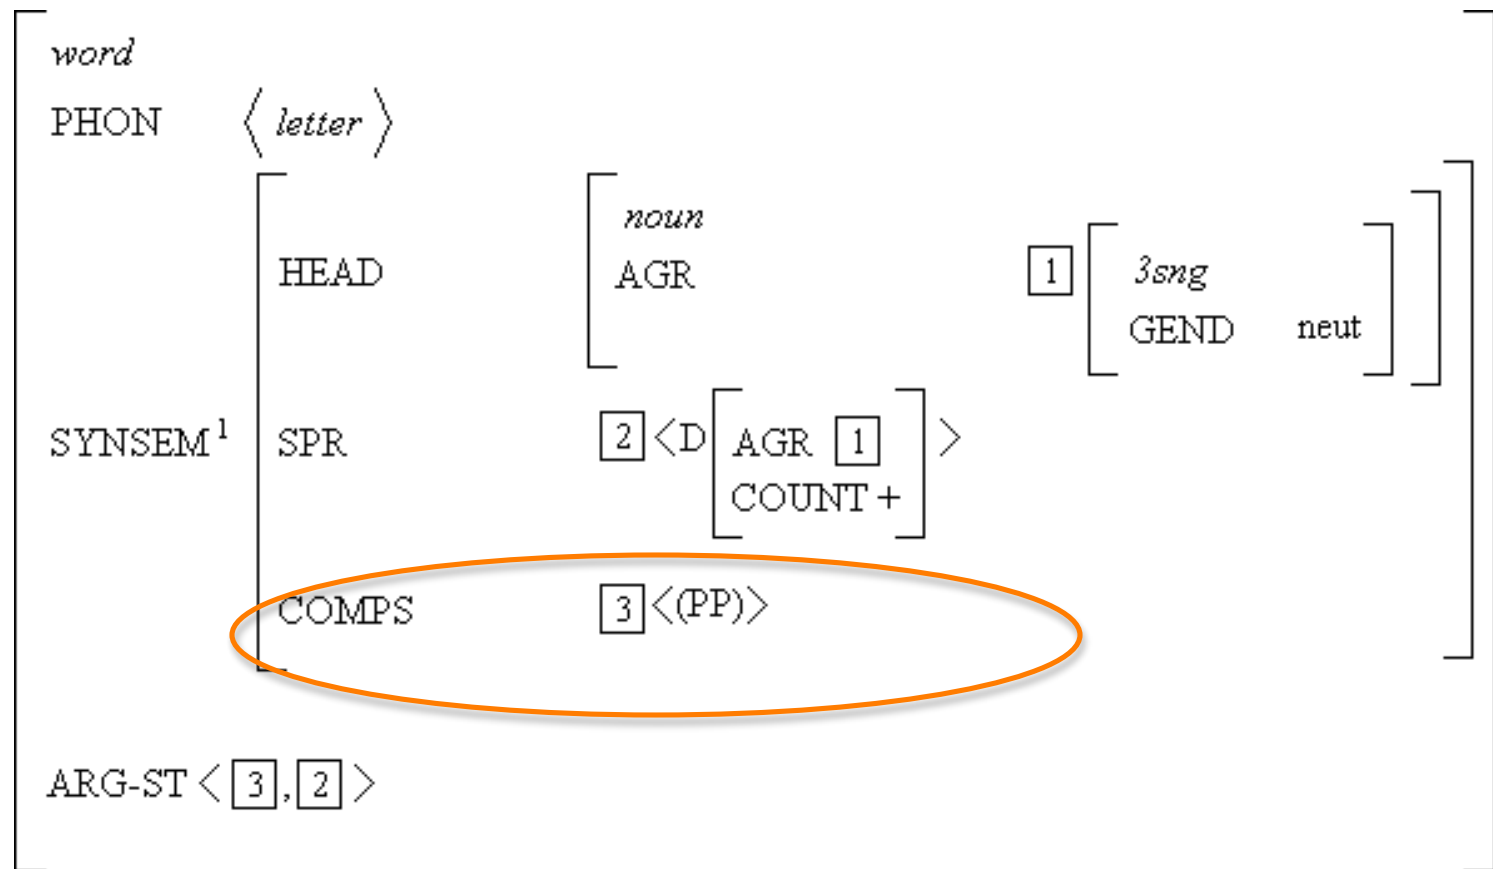 word
PHON ⟨ letter ⟩
noun
HEAD AGR 1 3sng
GEND neut
SYNSEM¹ SPR 2 <D AGR 1 >
COUNT +
COMPS 3 <(PP)>
ARG-ST < 3 , 2 >